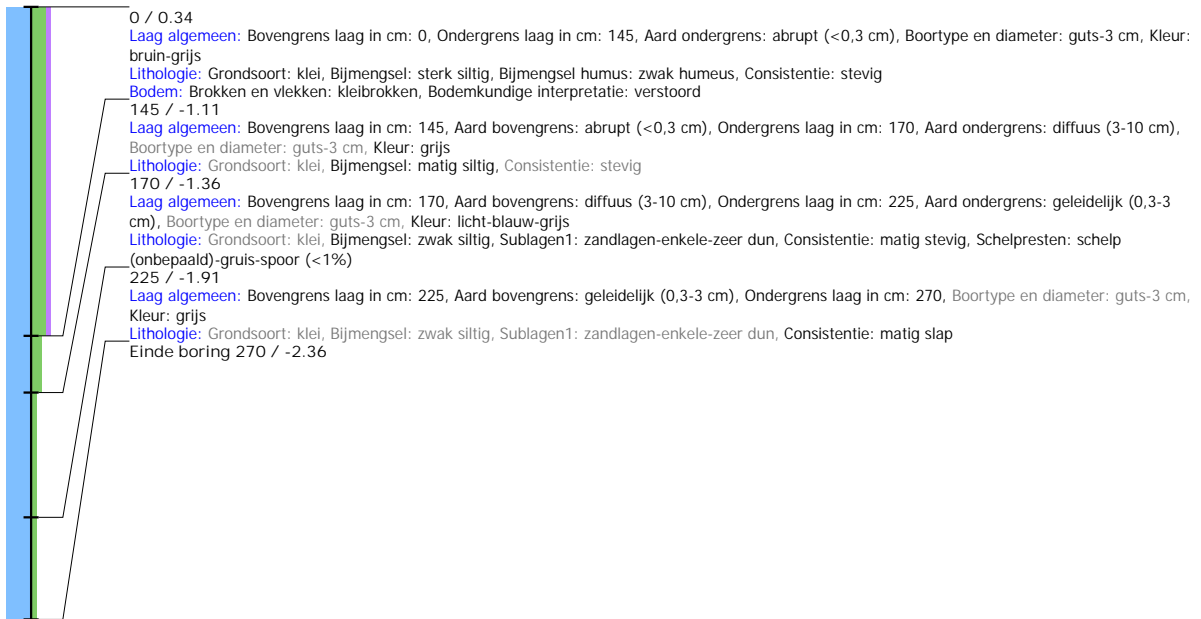 0 / 0.34
Laag algemeen: Bovengrens laag in cm: 0, Ondergrens laag in cm: 145, Aard ondergrens: abrupt (<0,3 cm), Boortype en diameter: guts-3 cm, Kleur:
bruin-grijs
Lithologie: Grondsoort: klei, Bijmengsel: sterk siltig, Bijmengsel humus: zwak humeus, Consistentie: stevig
Bodem: Brokken en vlekken: kleibrokken, Bodemkundige interpretatie: verstoord
145 / -1.11
Laag algemeen: Bovengrens laag in cm: 145, Aard bovengrens: abrupt (<0,3 cm), Ondergrens laag in cm: 170, Aard ondergrens: diffuus (3-10 cm),
Boortype en diameter: guts-3 cm, Kleur: grijs
Lithologie: Grondsoort: klei, Bijmengsel: matig siltig, Consistentie: stevig
170 / -1.36
Laag algemeen: Bovengrens laag in cm: 170, Aard bovengrens: diffuus (3-10 cm), Ondergrens laag in cm: 225, Aard ondergrens: geleidelijk (0,3-3
cm), Boortype en diameter: guts-3 cm, Kleur: licht-blauw-grijs
Lithologie: Grondsoort: klei, Bijmengsel: zwak siltig, Sublagen1: zandlagen-enkele-zeer dun, Consistentie: matig stevig, Schelpresten: schelp
(onbepaald)-gruis-spoor (<1%)
225 / -1.91
Laag algemeen: Bovengrens laag in cm: 225, Aard bovengrens: geleidelijk (0,3-3 cm), Ondergrens laag in cm: 270, Boortype en diameter: guts-3 cm,
Kleur: grijs
Lithologie: Grondsoort: klei, Bijmengsel: zwak siltig, Sublagen1: zandlagen-enkele-zeer dun, Consistentie: matig slap
Einde boring 270 / -2.36